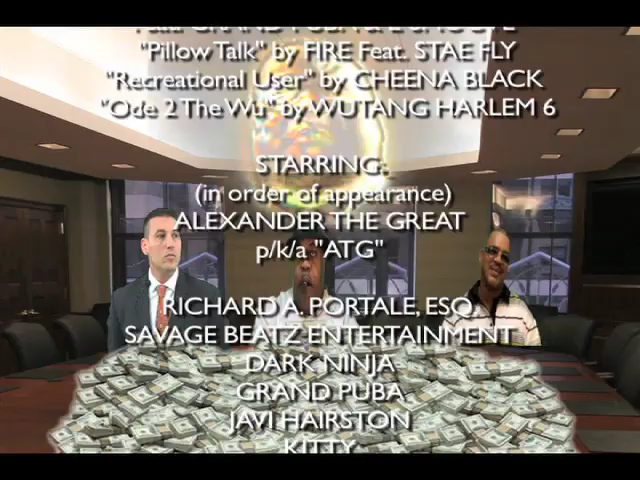 "Pillow Talk" by FIRE Feat. STAE FLY
"Recreational User" by CHEENA BLACK
"Ode 2 The Wu" by WUTANG HARLEM 6
STARRING:
(in order of appearance)
ALEXANDER THE GREAT
p/k/a "ATG"
RICHARD A. PORTALE, ESQ.
SAVAGE BEATZ ENTERTAINMENT
DARK NINJA
GRAND PUBA
JAVI HAIRSTON
KITTY